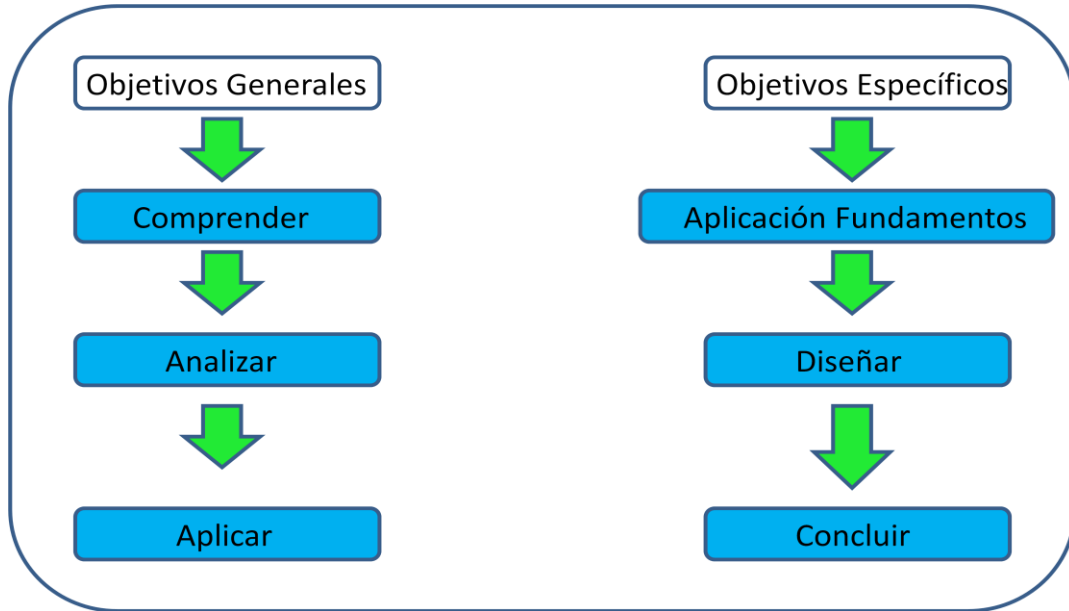 Objetivos Generales
Comprender
Analizar
Aplicar
Objetivos Específicos
Aplicación Fundamentos
Diseñar
Concluir